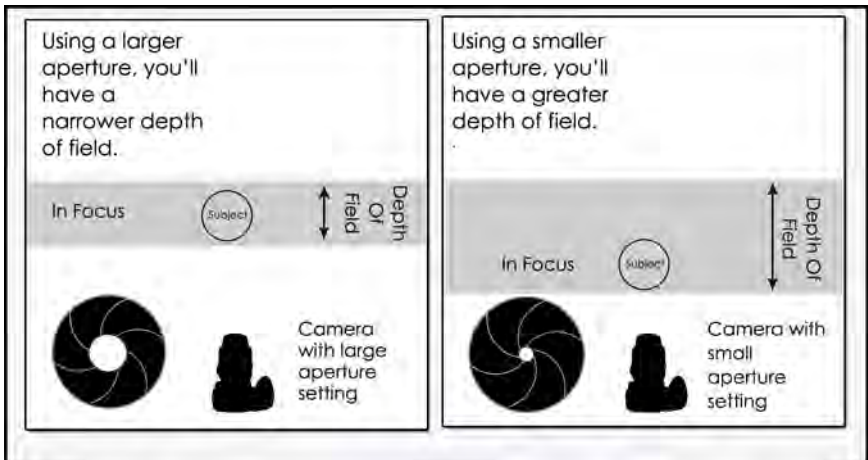 Using a larger
aperture, you'll
have a
narrower depth
of field.
In Focus
Subject
Depth
Of
Field
Camera
with large
aperture
setting
Using a smaller
aperture, you'll
have a greater
depth of field.
In Focus
Subject
Depth Of
Field
Camera with
small
aperture
setting